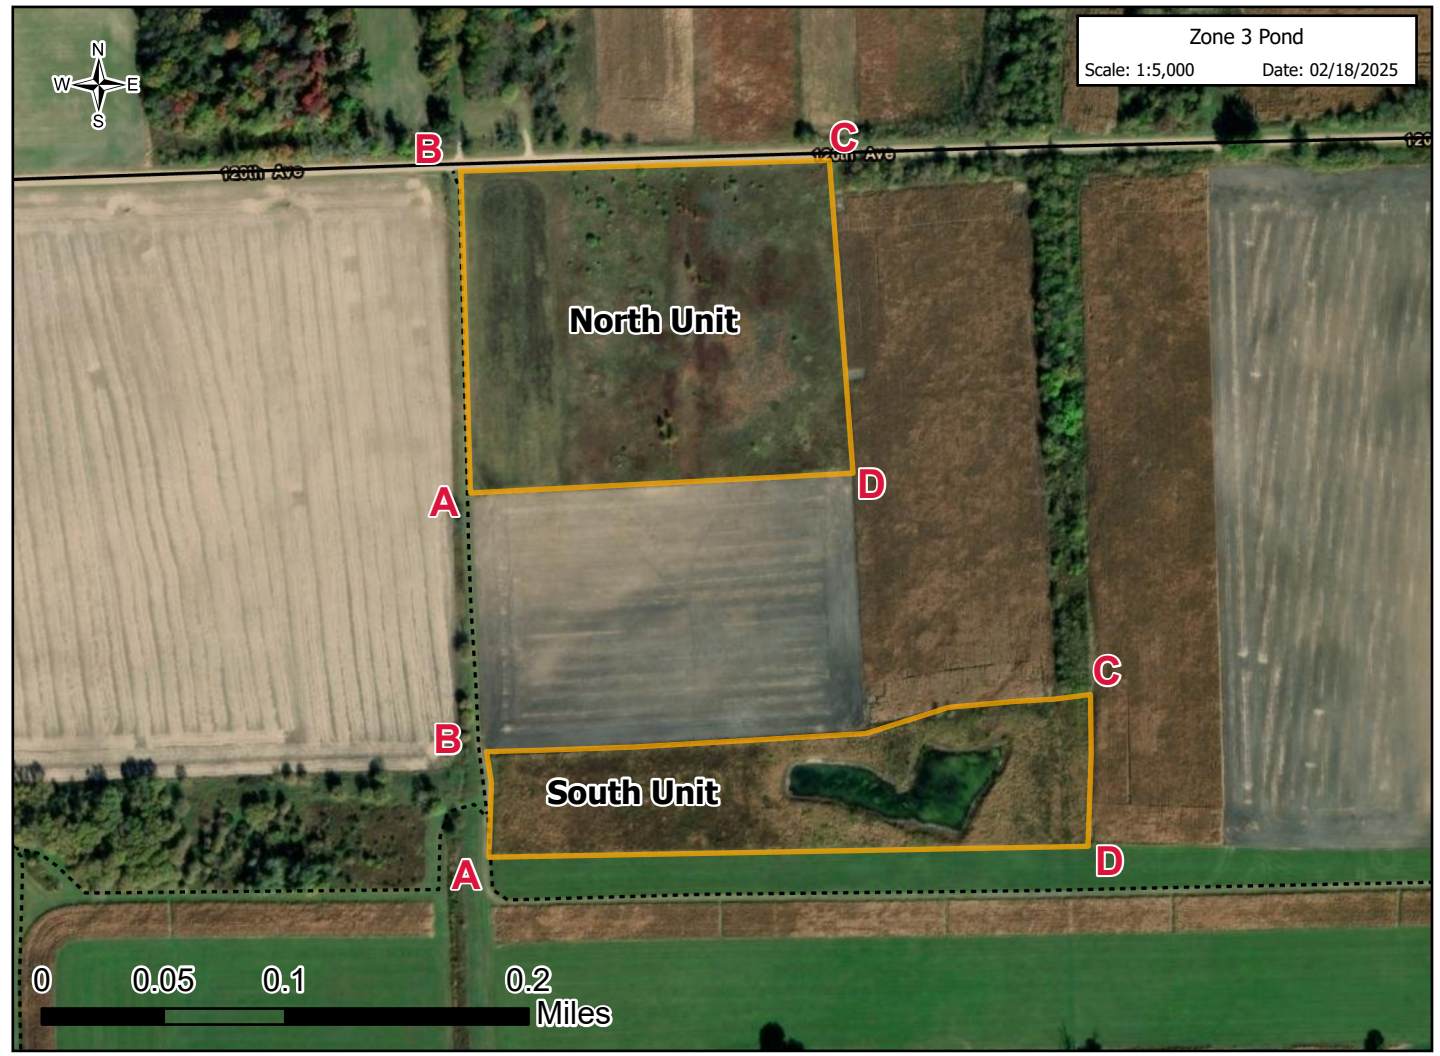 Zone 3 Pond
Scale: 1:5,000 Date: 02/18/2025
N
W E
S
B
C
120th Ave
120th Ave
120
North Unit
A
D
C
B
South Unit
A
D
0 0.05 0.1 0.2
Miles